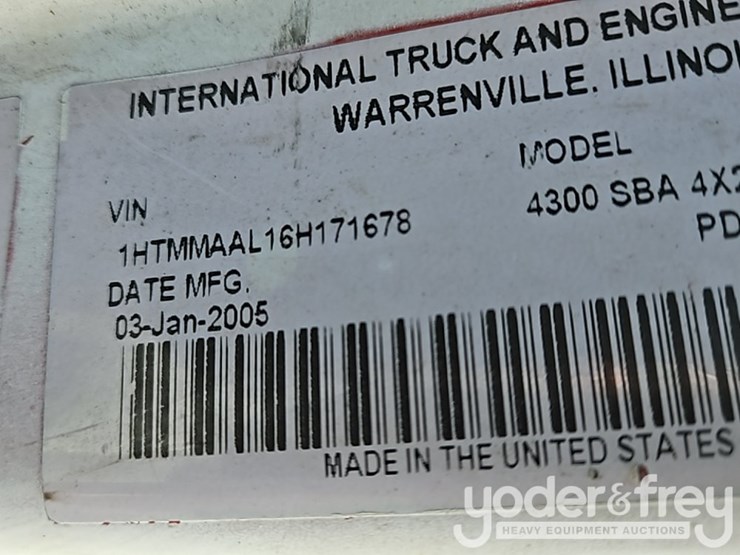 INTERNATIONAL TRUCK AND ENGINE
WARRENVILLE. ILLINOI
MODEL
4300 SBA 4X2
PD
VIN
1HTMMAAL16H171678
DATE MFG.
03-Jan-2005
MADE IN THE UNITED STATES
yoder&frey
HEAVY EQUIPMENT AUCTIONS